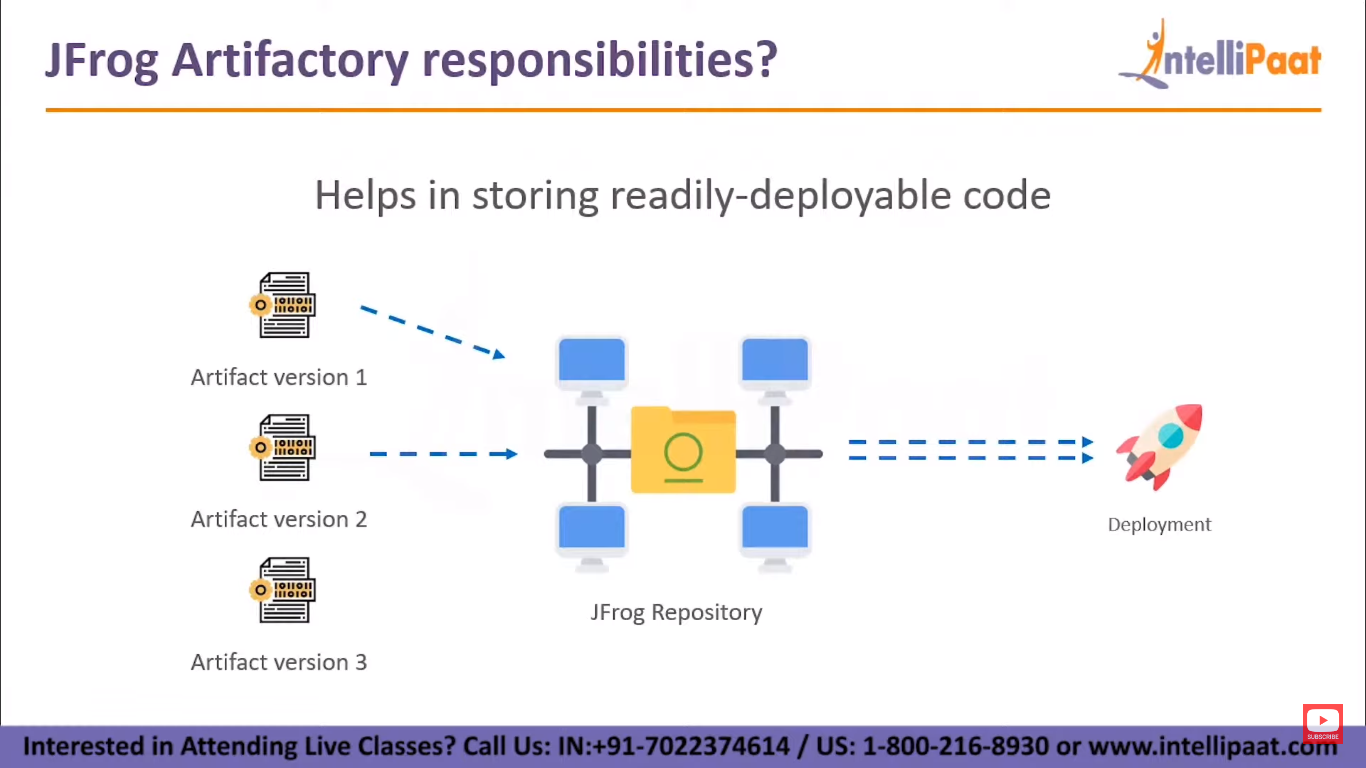 JFrog Artifactory responsibilities?
IntelliPaat
Helps in storing readily-deployable code
Artifact version 1
Artifact version 2
Artifact version 3
JFrog Repository
Deployment
SUBSCRIBE
Interested in Attending Live Classes? Call Us: IN:+91-7022374614 / US: 1-800-216-8930 or www.intellipaat.com